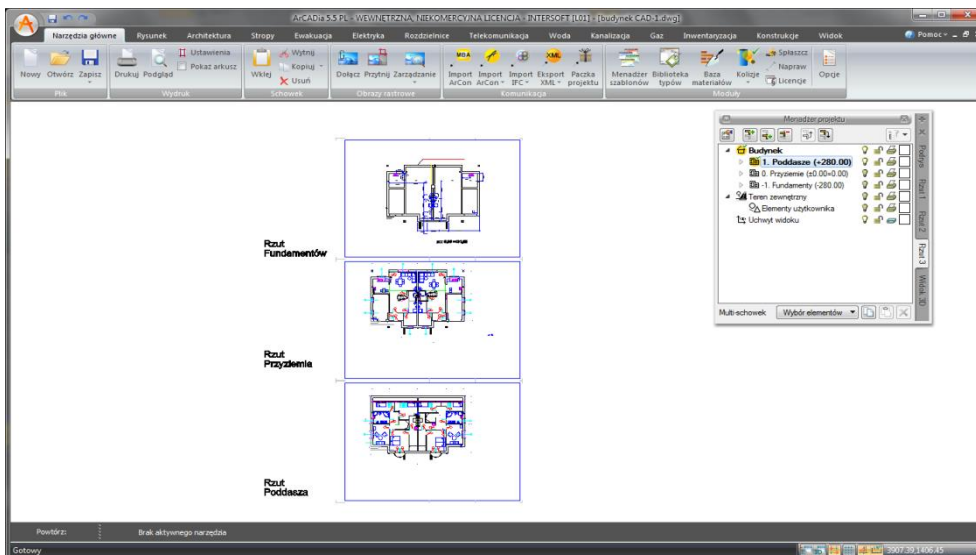 ArCADia 5.5 PL - WEWNĘTRZNA, NIEKOMERCYJNA LICENCJA - INTERSOFT [L01] - [budynek CAD-1.dwg]
Narzędzia główne Rysunek Architektura Stropy Ewakuacja Elektryka Rozdzielnice Telekomunikacja Woda Kanalizacja Gaz Inwentaryzacja Konstrukcje Widok Pomoc
Nowy Otwórz Zapisz Drukuj Podgląd Ustawienia Pokaż arkusz Wklej Wytnij Kopiuj Usuń Dołącz Przytnij Zarządzanie Import ArCon Import ArCon Import IFC Eksport XML Paczka projektu Menadżer szablonów Biblioteka typów Baza materiałów Kolizje Spłaszcz Napraw Licencje Opcje
Plik Wydruk Schowek Obrazy rastrowe Komunikacja Moduły
Menadżer projektu
Budynek
1. Poddasze (+280.00)
0. Przyziemie (±0.00=0.00)
-1. Fundamenty (-280.00)
Teren zewnętrzny
Elementy użytkownika
Uchwyt widoku
Multi-schowek Wybór elementów
Podrys
Rzut 1
Rzut 2
Rzut 3
Widok 3D
Rzut
Fundamentów
Rzut
Przyziemia
Rzut
Poddasza
Powtórz: Brak aktywnego narzędzia
Gotowy 3907.39,1406.45